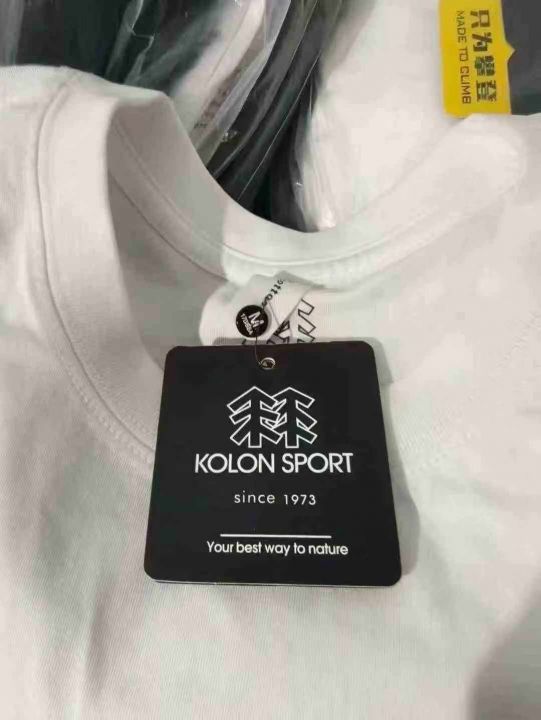 只为攀登
MADE TO CLIMB
M
KOLON SPORT
since 1973
Your best way to nature